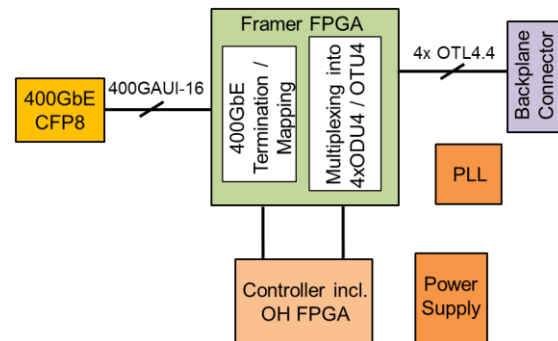 Framer FPGA
400GbE
CFP8
400GAUI-16
400GbE
Termination /
Mapping
Multiplexing into
4xODU4 / OTU4
4x OTL4.4
Backplane
Connector
PLL
Controller incl.
OH FPGA
Power
Supply